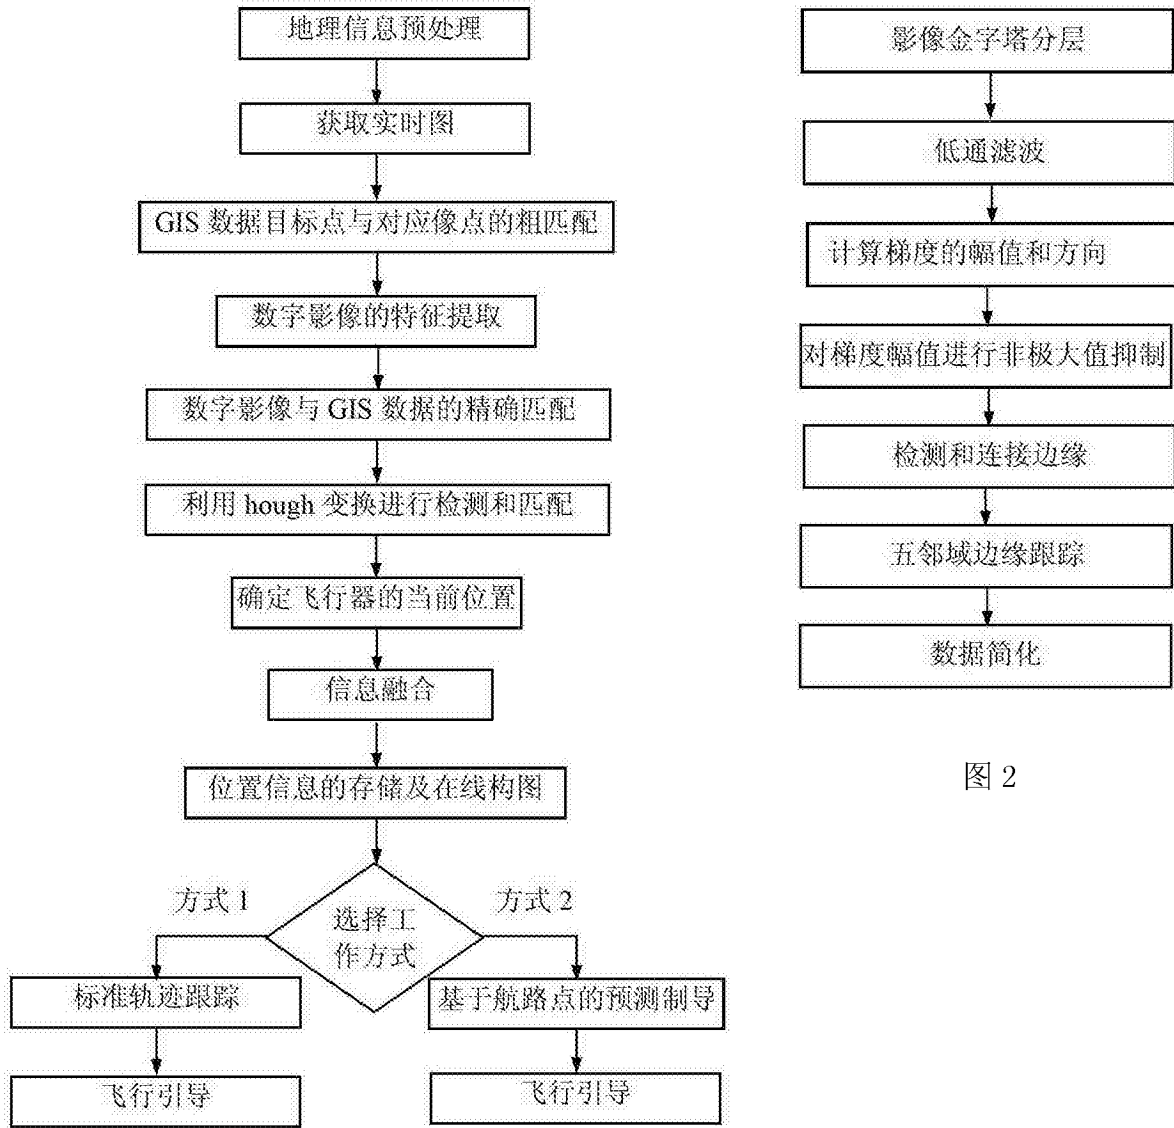 地理信息预处理
获取实时图
GIS 数据目标点与对应像点的粗匹配
数字影像的特征提取
数字影像与 GIS 数据的精确匹配
利用 hough 变换进行检测和匹配
确定飞行器的当前位置
信息融合
位置信息的存储及在线构图
方式 1
方式 2
选择工
作方式
标准轨迹跟踪
基于航路点的预测制导
飞行引导
飞行引导
影像金字塔分层
低通滤波
计算梯度的幅值和方向
对梯度幅值进行非极大值抑制
检测和连接边缘
五邻域边缘跟踪
数据简化
图 2